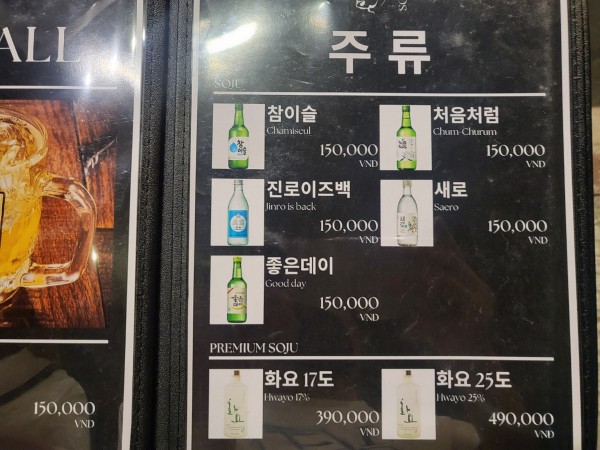 ALL
150,000
VND
주 류
SOJU
참이슬
Chamiseul
150,000
VND
처음처럼
Chum-Churum
150,000
VND
진로이즈백
Jinro is back
150,000
VND
새로
Saero
150,000
VND
좋은데이
Good day
150,000
VND
PREMIUM SOJU
화요 17도
Hwayo 17%
390,000
VND
화요 25도
Hwayo 25%
490,000
VND